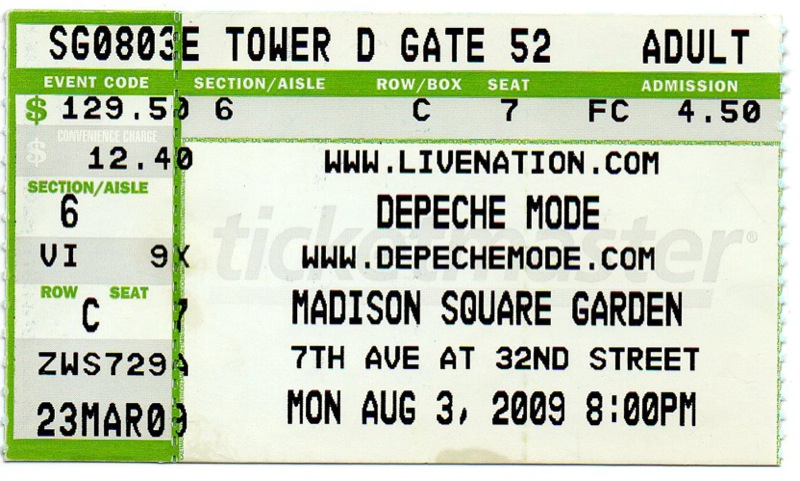 SG0803E TOWER D GATE 52 ADULT
EVENT CODE SECTION/AISLE ROW/BOX SEAT ADMISSION
$ 129.50 6 C 7 FC 4.50
CONVENIENCE CHARGE
$ 12.40
WWW.LIVENATION.COM
SECTION/AISLE
6
DEPECHE MODE
ticketmaster®
VI 9X
WWW.DEPECHEMODE.COM
ROW SEAT
C 7
MADISON SQUARE GARDEN
ZWS729A
7TH AVE AT 32ND STREET
23MAR09
MON AUG 3, 2009 8:00PM